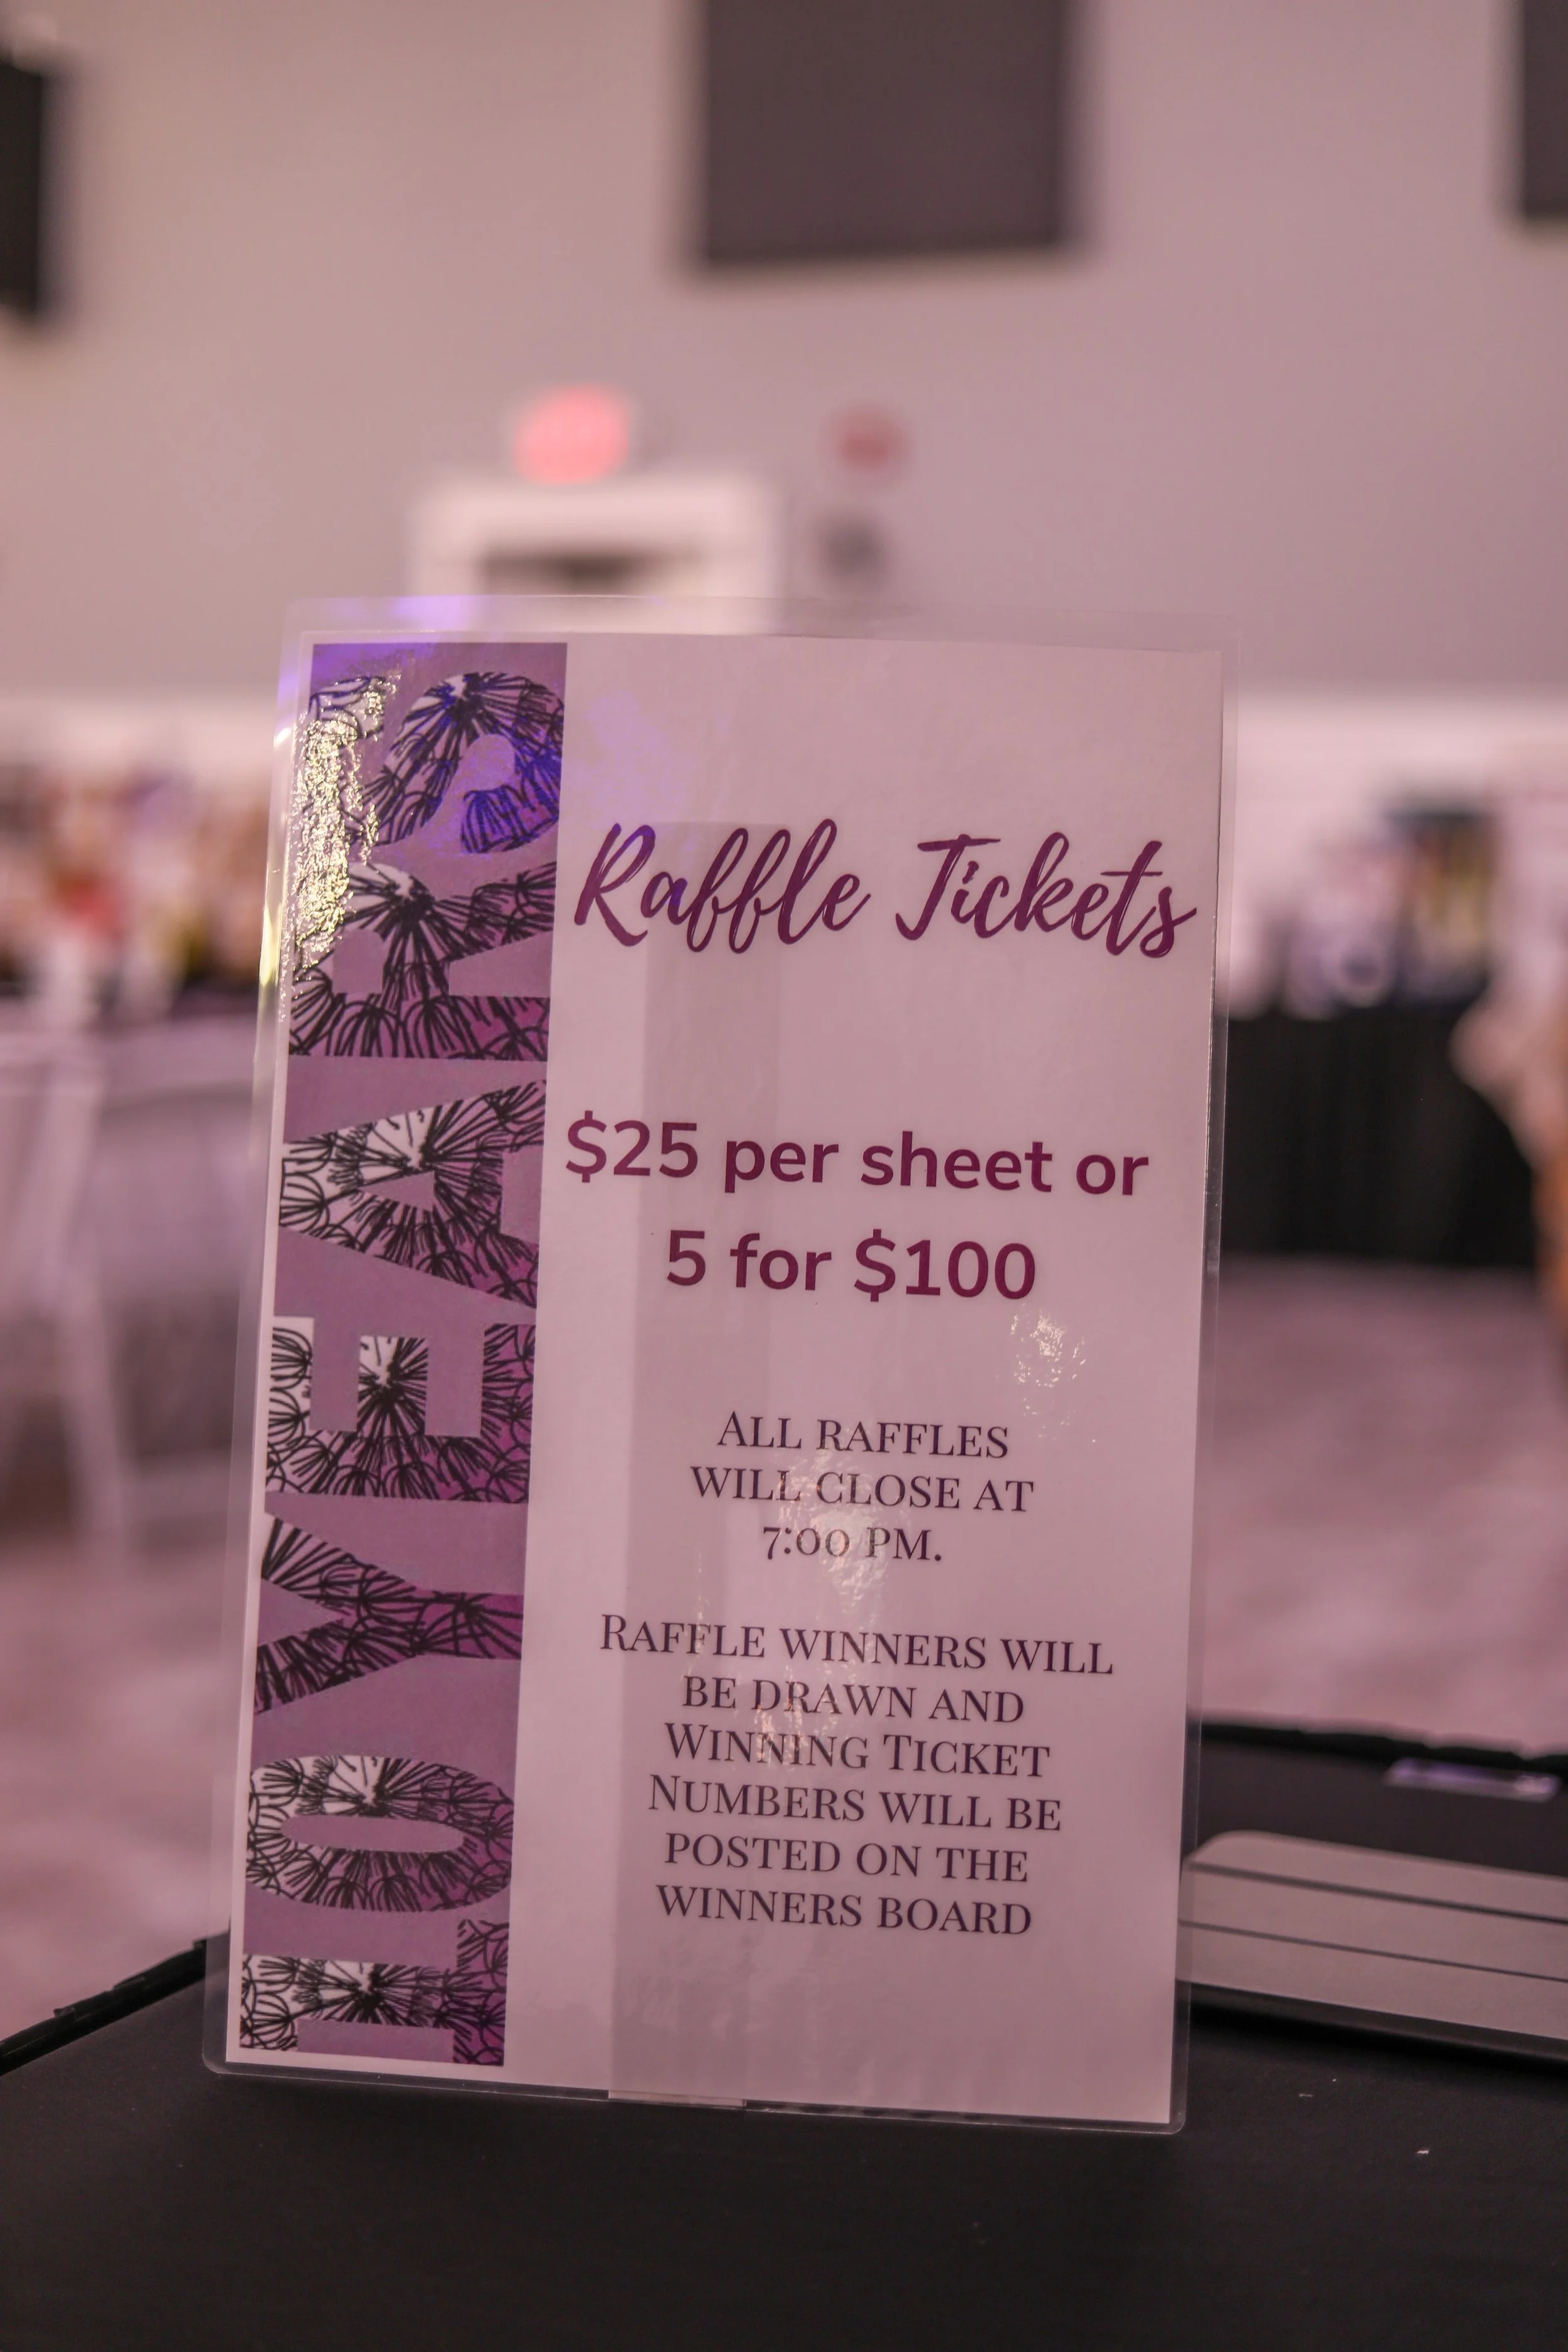 10 YEARS
Raffle Tickets
$25 per sheet or
5 for $100
ALL RAFFLES
WILL CLOSE AT
7:00 PM.
RAFFLE WINNERS WILL
BE DRAWN AND
WINNING TICKET
NUMBERS WILL BE
POSTED ON THE
WINNERS BOARD